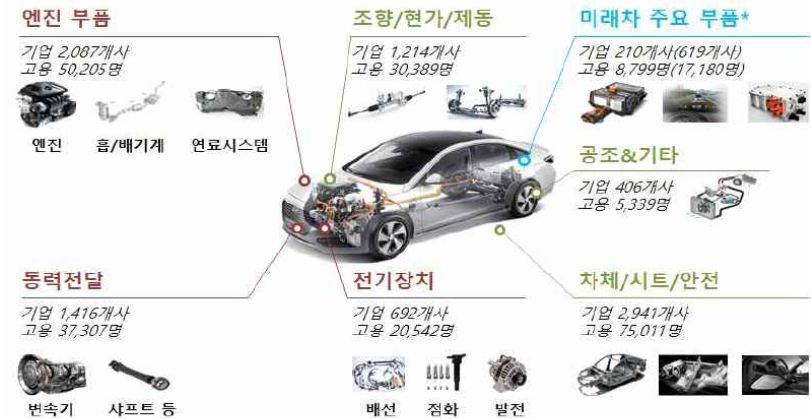 엔진 부품
기업 2,087개사
고용 50,205명
엔진 흡/배기계 연료시스템
조향/현가/제동
기업 1,214개사
고용 30,389명
미래차 주요 부품*
기업 210개사(619개사)
고용 8,799명(17,180명)
공조&기타
기업 406개사
고용 5,339명
동력전달
기업 1,416개사
고용 37,307명
변속기 샤프트 등
전기장치
기업 692개사
고용 20,542명
배선 점화 발전
차체/시트/안전
기업 2,941개사
고용 75,011명